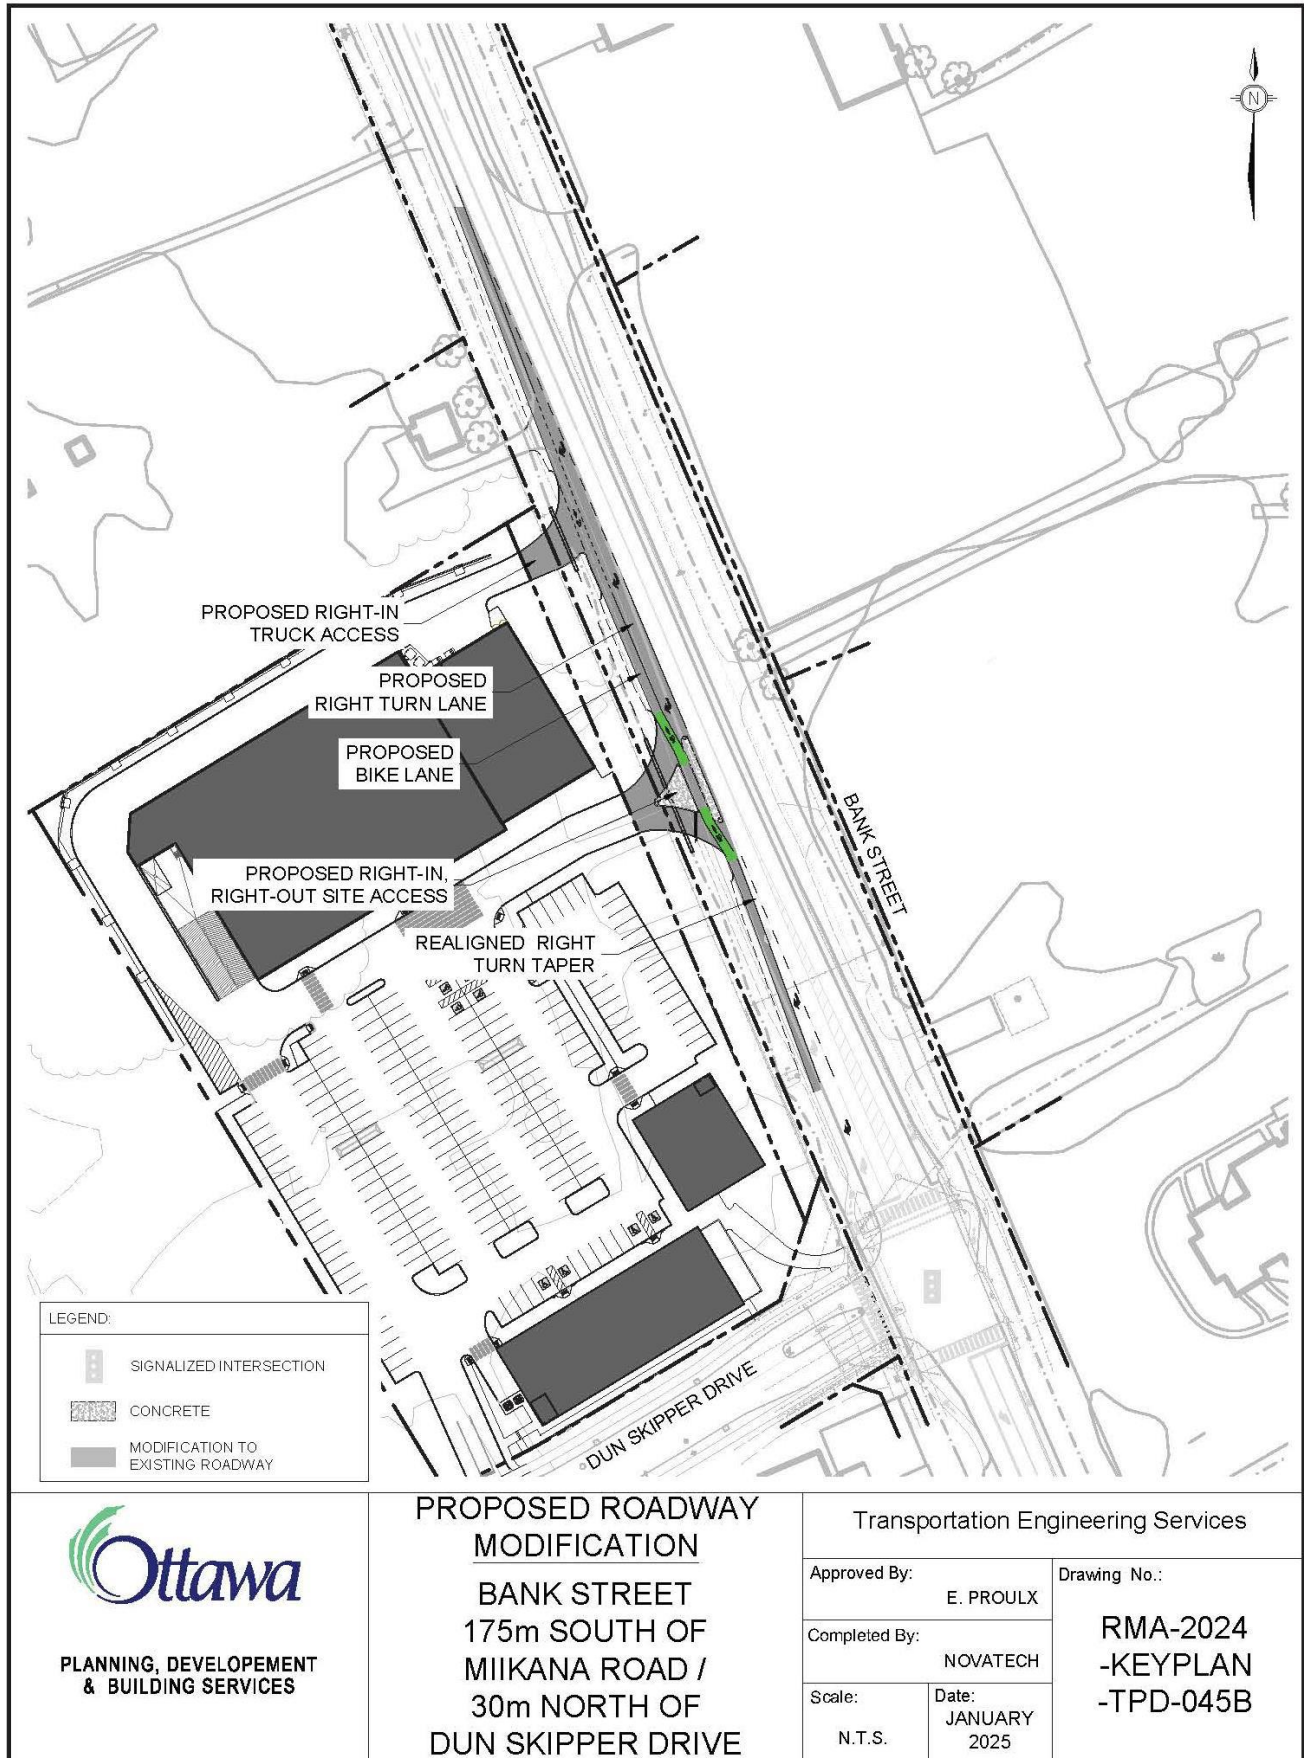 N
PROPOSED RIGHT-IN
TRUCK ACCESS
PROPOSED
RIGHT TURN LANE
PROPOSED
BIKE LANE
PROPOSED RIGHT-IN,
RIGHT-OUT SITE ACCESS
REALIGNED RIGHT
TURN TAPER
BANK STREET
DUN SKIPPER DRIVE
LEGEND:
SIGNALIZED INTERSECTION
CONCRETE
MODIFICATION TO
EXISTING ROADWAY
Ottawa
PLANNING, DEVELOPEMENT
& BUILDING SERVICES
PROPOSED ROADWAY
MODIFICATION
BANK STREET
175m SOUTH OF
MIIKANA ROAD /
30m NORTH OF
DUN SKIPPER DRIVE
Transportation Engineering Services
Approved By:
E. PROULX
Completed By:
NOVATECH
Scale:
N.T.S.
Date:
JANUARY
2025
Drawing No.:
RMA-2024
-KEYPLAN
-TPD-045B